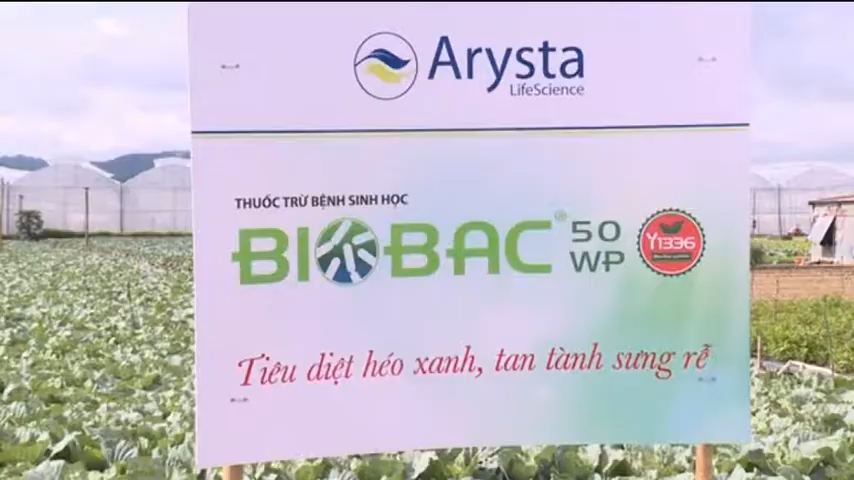 Arysta
LifeScience
THUỐC TRỪ BỆNH SINH HỌC
BIOBAC® 50 WP
Y1336
Tiêu diệt héo xanh, tan tành sưng rễ